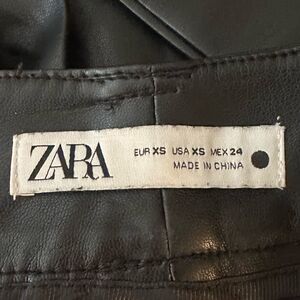 ZARA
EUR XS USA XS MEX 24
MADE IN CHINA